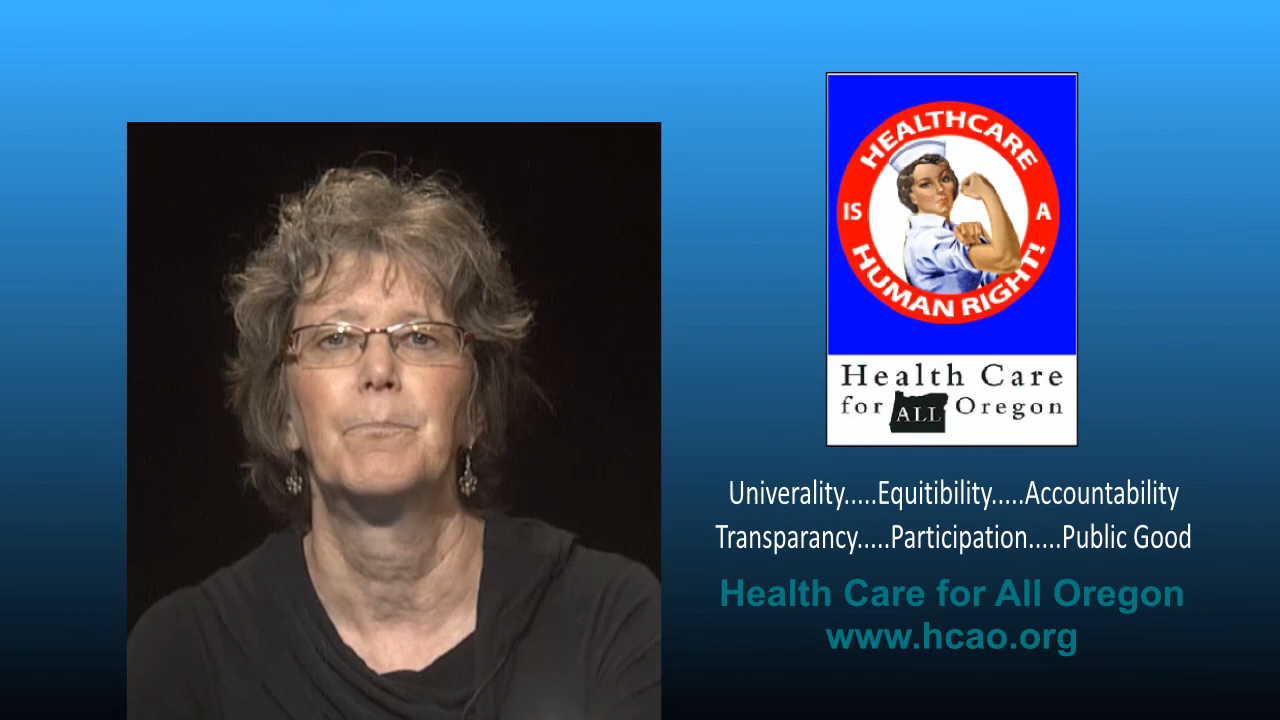 HEALTHCARE
IS A
HUMAN RIGHT!
Health Care
for ALL Oregon
Univerality.....Equitibility.....Accountability
Transparancy.....Participation.....Public Good
Health Care for All Oregon
www.hcao.org